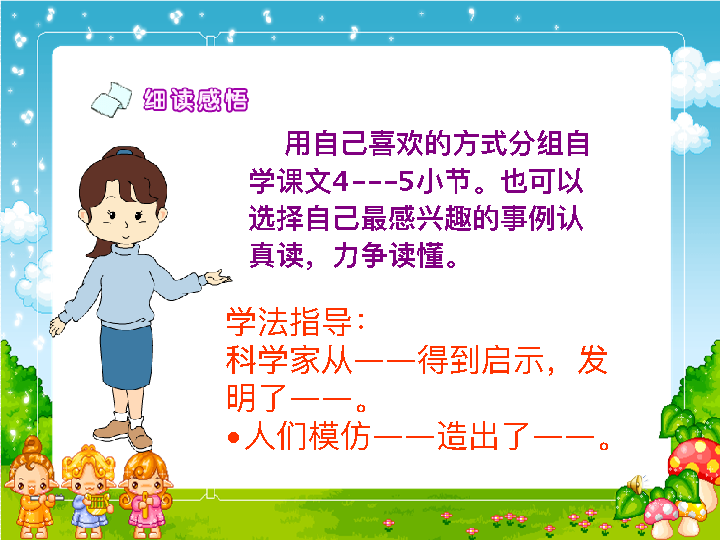 细读感悟
用自己喜欢的方式分组自
学课文4---5小节。也可以
选择自己最感兴趣的事例认
真读，力争读懂。
学法指导：
科学家从——得到启示，发
明了——。
•人们模仿——造出了——。